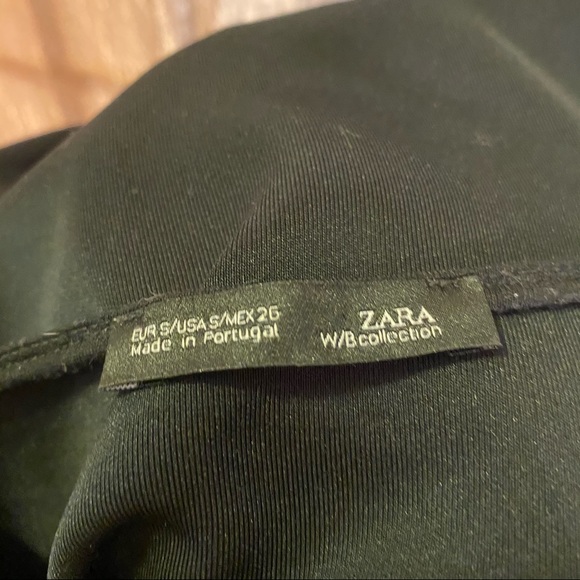 EUR S/USA S/MEX 26
Made in Portugal
ZARA
W/B collection